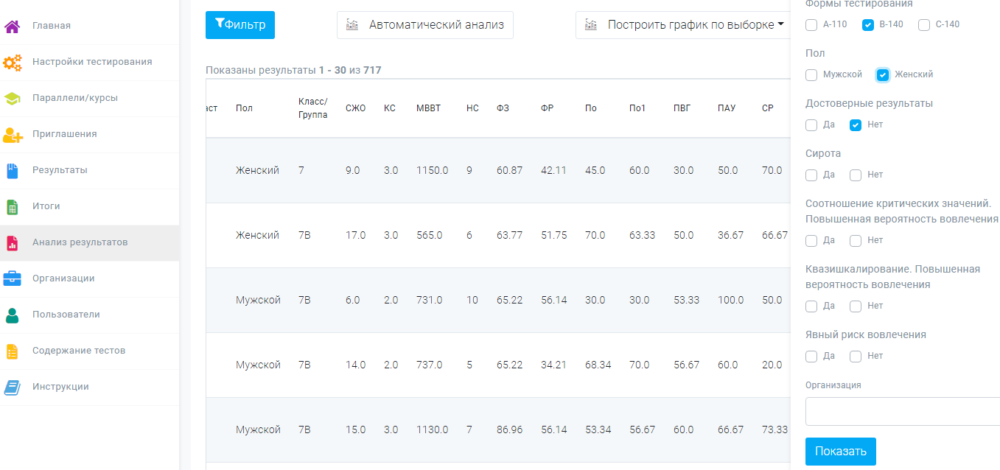 Главная
Настройки тестирования
Параллели/курсы
Приглашения
Результаты
Итоги
Анализ результатов
Организации
Пользователи
Содержание тестов
Инструкции
Фильтр
Автоматический анализ
Построить график по выборке
Показаны результаты 1 - 30 из 717
аст Пол Класс/ СЖО КС МВВТ НС ФЗ ФР По По1 ПВГ ПАУ СР
Группа
Женский 7 9.0 3.0 1150.0 9 60.87 42.11 45.0 60.0 30.0 50.0 70.0
Женский 7В 17.0 3.0 565.0 6 63.77 51.75 70.0 63.33 50.0 36.67 66.67
Мужской 7В 6.0 2.0 731.0 10 65.22 56.14 30.0 30.0 53.33 100.0 50.0
Мужской 7В 14.0 2.0 737.0 5 65.22 34.21 68.34 70.0 56.67 60.0 20.0
Мужской 7В 15.0 3.0 1130.0 7 86.96 56.14 53.34 56.67 60.0 66.67 73.33
Формы тестирования
А-110 В-140 С-140
Пол
Мужской Женский
Достоверные результаты
Да Нет
Сирота
Да Нет
Соотношение критических значений.
Повышенная вероятность вовлечения
Да Нет
Квазишкалирование. Повышенная
вероятность вовлечения
Да Нет
Явный риск вовлечения
Да Нет
Организация
Показать